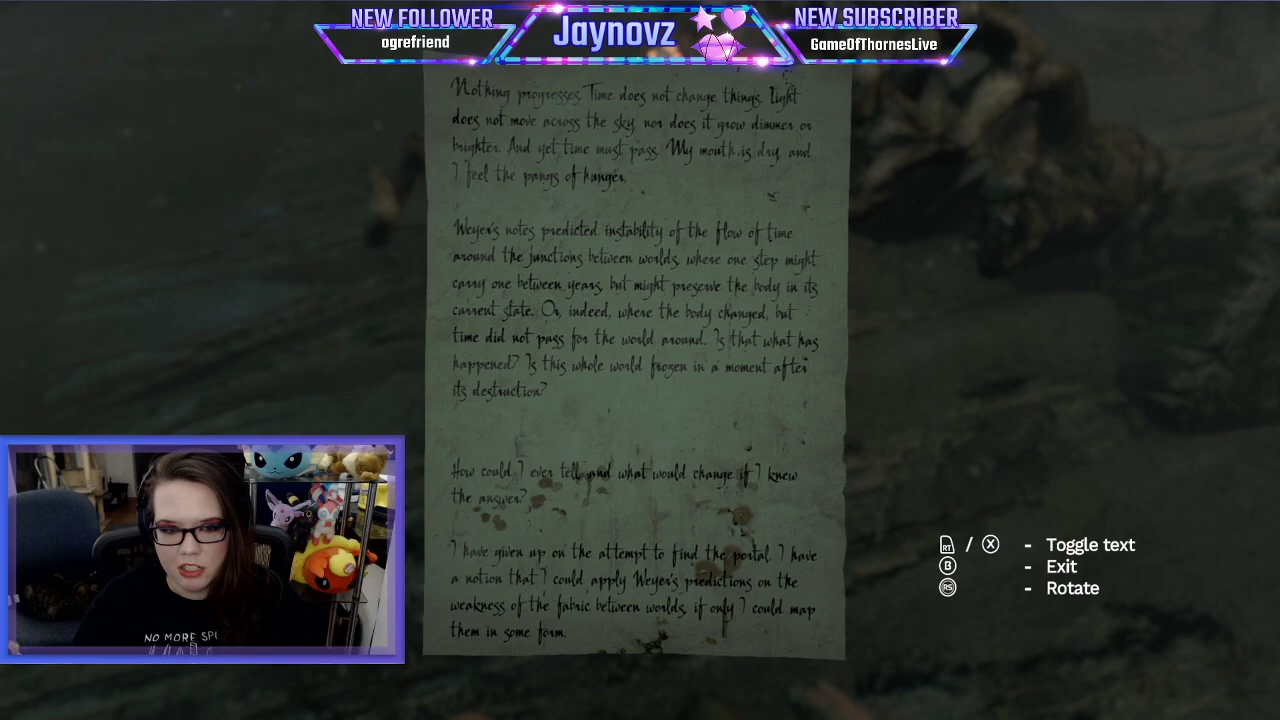 NEW FOLLOWER
ogrefriend
Jaynovz
NEW SUBSCRIBER
GameOfThornesLive
Nothing progresses. Time does not change things. Light
does not move across the sky, nor does it grow dimmer or
brighter. And yet time must pass. My mouth is dry, and
I feel the pangs of hunger.
Weyer's notes predicted instability of the flow of time
around the junctions between worlds, where one step might
carry one between years, but might preserve the body in its
current state. Or, indeed, where the body changed, but
time did not pass for the world around. Is that what has
happened? Is this whole world frozen in a moment after
its destruction?
How could I ever tell, and what would change if I knew
the answer?
I have given up on the attempt to find the portal. I have
a notion that I could apply Weyer's predictions on the
weakness of the fabric between worlds, if only I could map
them in some form.
RT / X - Toggle text
B - Exit
RS - Rotate
NO MORE SPI